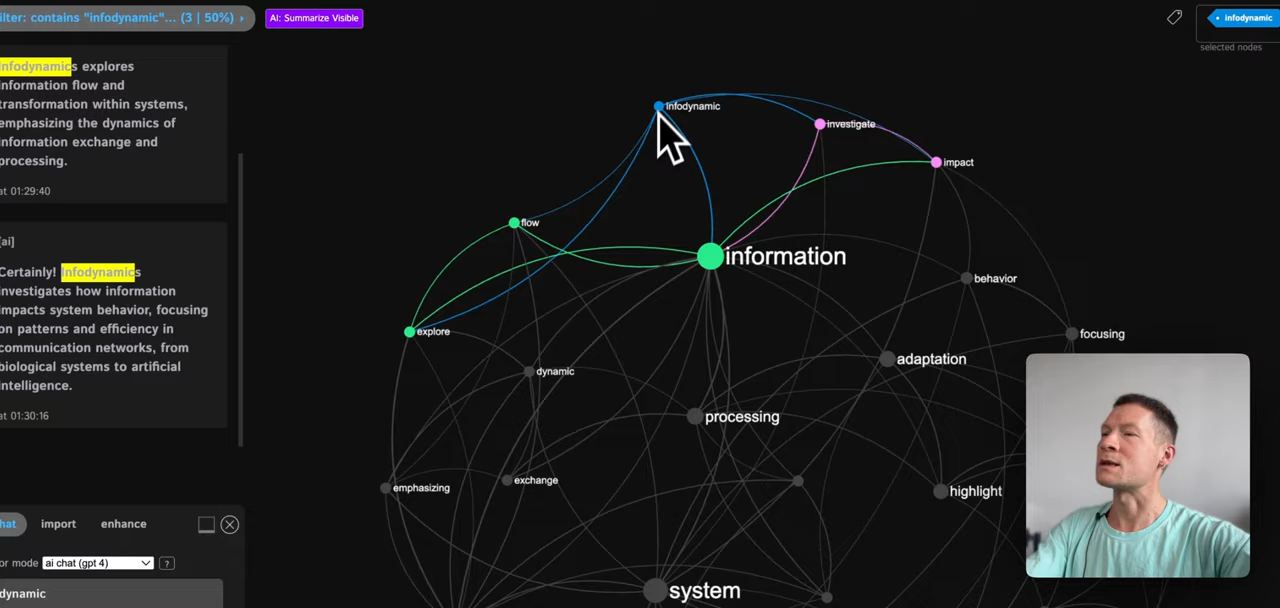 ilter: contains "infodynamic"... (3 | 50%) ›
AI: Summarize Visible
infodynamic
selected nodes
Infodynamics explores
information flow and
transformation within systems,
emphasizing the dynamics of
information exchange and
processing.
at 01:29:40
[ai]
Certainly! Infodynamics
investigates how information
impacts system behavior, focusing
on patterns and efficiency in
communication networks, from
biological systems to artificial
intelligence.
at 01:30:16
hat
import
enhance
or mode
ai chat (gpt 4)
?
dynamic
infodynamic
investigate
impact
flow
information
behavior
explore
focusing
adaptation
dynamic
processing
exchange
emphasizing
highlight
system